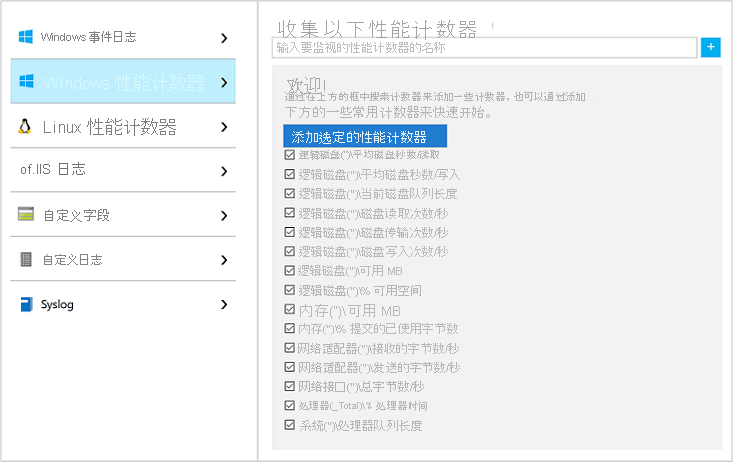 Windows 事件日志
Windows 性能计数器
Linux 性能计数器
of.IIS 日志
自定义字段
自定义日志
Syslog
收集以下性能计数器
输入要监视的性能计数器的名称
+
欢迎!
通过在上方的框中搜索计数器来添加一些计数器，也可以通过添加
下方的一些常用计数器来快速开始。
添加选定的性能计数器
逻辑磁盘(*)\平均磁盘秒数/读取
逻辑磁盘(*)\平均磁盘秒数/写入
逻辑磁盘(*)\当前磁盘队列长度
逻辑磁盘(*)\磁盘读取次数/秒
逻辑磁盘(*)\磁盘传输次数/秒
逻辑磁盘(*)\磁盘写入次数/秒
逻辑磁盘(*)\可用 MB
逻辑磁盘(*)\% 可用空间
内存(*)\可用 MB
内存(*)\% 提交的已使用字节数
网络适配器(*)\接收的字节数/秒
网络适配器(*)\发送的字节数/秒
网络接口(*)\总字节数/秒
处理器(_Total)\% 处理器时间
系统(*)\处理器队列长度